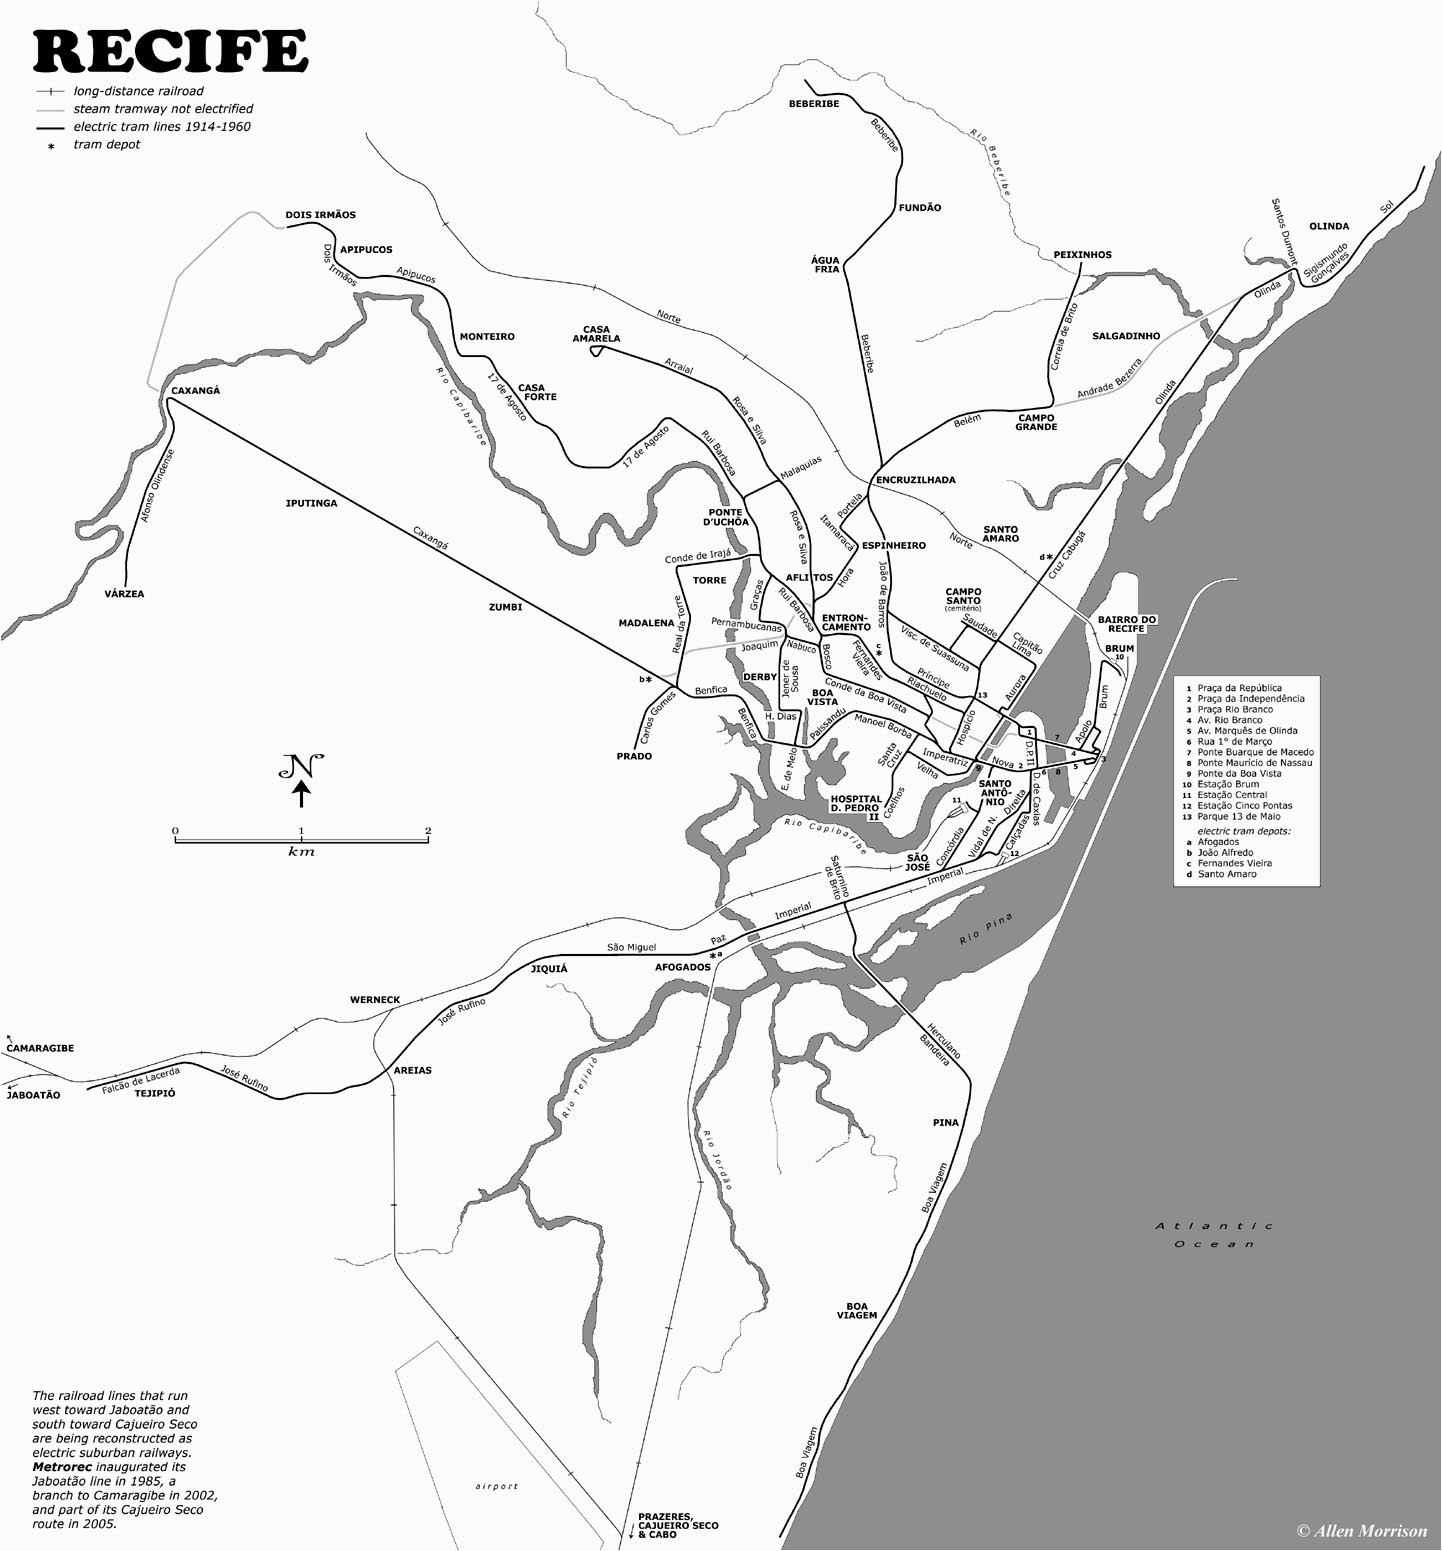 RECIFE
long-distance railroad
steam tramway not electrified
electric tram lines 1914-1960
* tram depot
BEBERIBE
Beberibe
Rio Beberibe
FUNDÃO
ÁGUA
FRIA
Beberibe
PEIXINHOS
Correia de Brito
Santos Dumont
OLINDA
Sol
Sigismundo
Gonçalves
Olinda
SALGADINHO
Andrade Bezerra
Olinda
DOIS IRMÃOS
APIPUCOS
Dois
Irmãos
Apipucos
MONTEIRO
17 de Agosto
CASA
FORTE
Rio Capibaribe
Norte
CASA
AMARELA
Arraial
Rosa e Silva
17 de Agosto
Rui Barbosa
Malaquias
CAMPO
GRANDE
Belém
ENCRUZILHADA
CAXANGÁ
Afonso Olindense
VÁRZEA
IPUTINGA
Caxangá
ZUMBI
PONTE
D'UCHÔA
Rosa e Silva
Portela
Itamaracá
ESPINHEIRO
Hora
João de Barros
SANTO
AMARO
Norte
d*
Cruz Cabugá
Conde de Irajá
TORRE
AFLITOS
Graças
Rui Barbosa
MADALENA
Real da Torre
Pernambucanas
Joaquim
Nabuco
ENTRON-
CAMENTO
Bosco
Fernandes
Vieira
c
*
CAMPO
SANTO
(cemitério)
Saudade
Capitão
Lima
Visc. de Suassuna
Príncipe
Riachuelo
13
Aurora
BAIRRO DO
RECIFE
BRUM
10
Brum
Apolo
b*
DERBY
Jener de
Sousa
BOA
VISTA
Conde da Boa Vista
Benfica
Benfica
Carlos Gomes
PRADO
H. Dias
E. de Melo
Paissandu
Manoel Borba
Hospício
Imperatriz
Velha
Santa
Cruz
Coelhos
HOSPITAL
D. PEDRO
II
9
Nova
2
1
D.P.II
7
4
3
5
6
8
SANTO
ANTÔ-
NIO
D. de Caxias
Direita
Calçadas
Vidal de N.
Concórdia
11
12
SÃO
JOSÉ
Rio Capibaribe
Saturnino
de Brito
Imperial
Imperial
Rio Pina
1 Praça da República
2 Praça da Independência
3 Praça Rio Branco
4 Av. Rio Branco
5 Av. Marquês de Olinda
6 Rua 1º de Março
7 Ponte Buarque de Macedo
8 Ponte Maurício de Nassau
9 Ponte da Boa Vista
10 Estação Brum
11 Estação Central
12 Estação Cinco Pontas
13 Parque 13 de Maio
electric tram depots:
a Afogados
b João Alfredo
c Fernandes Vieira
d Santo Amaro
N
0 1 2
km
Paz
*a
AFOGADOS
São Miguel
JIQUIÁ
WERNECK
José Rufino
AREIAS
CAMARAGIBE
JABOATÃO
Falcão de Lacerda
TEJIPIÓ
José Rufino
Rio Tejipió
Rio Jordão
Herculano
Bandeira
PINA
Boa Viagem
BOA
VIAGEM
Boa Viagem
Atlantic
Ocean
The railroad lines that run
west toward Jaboatão and
south toward Cajueiro Seco
are being reconstructed as
electric suburban railways.
Metrorec inaugurated its
Jaboatão line in 1985, a
branch to Camaragibe in 2002,
and part of its Cajueiro Seco
route in 2005.
airport
PRAZERES,
CAJUEIRO SECO
& CABO
© Allen Morrison